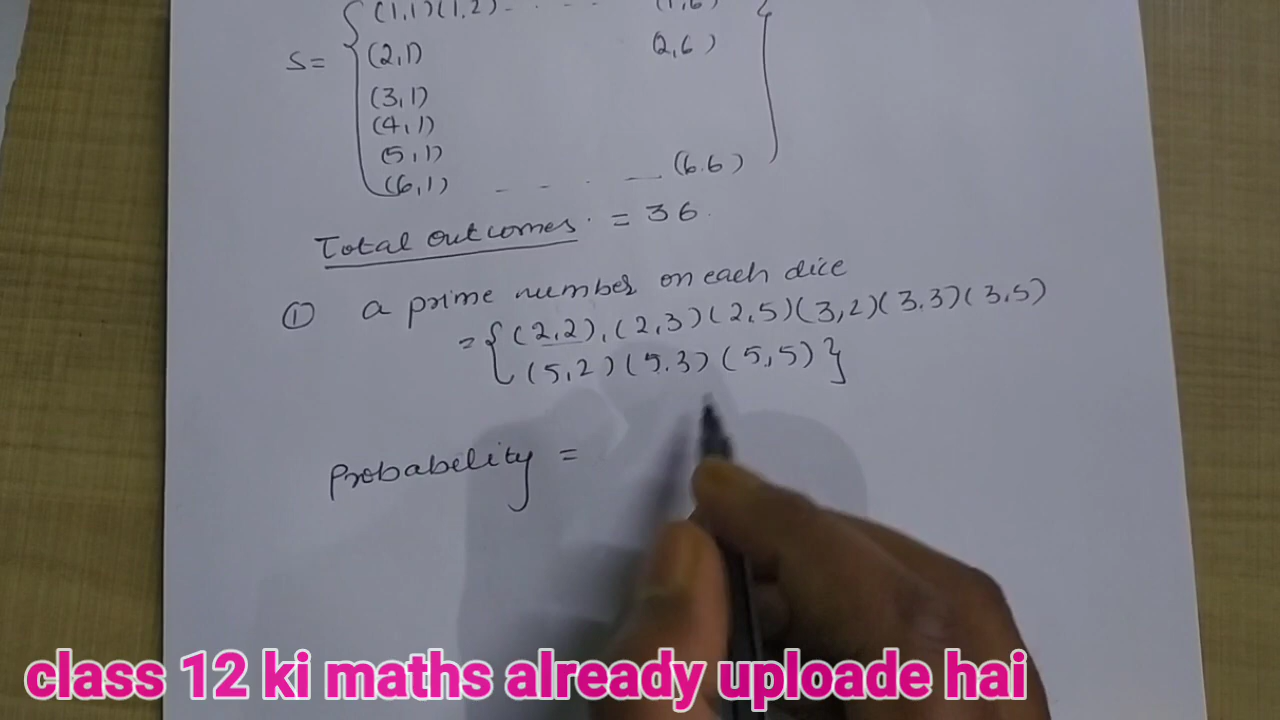 (1,1)(1,2)- - - - (1,6)
S= (2,1) (2,6)
(3,1)
(4,1)
(5,1)
(6,1) - - - - (6.6)
Total outcomes = 36
① a prime number on each dice
= {(2,2), (2,3)(2,5)(3,2)(3.3)(3,5)
(5,2)(5.3)(5,5)}
Probabelity =
class 12 ki maths already uploade hai